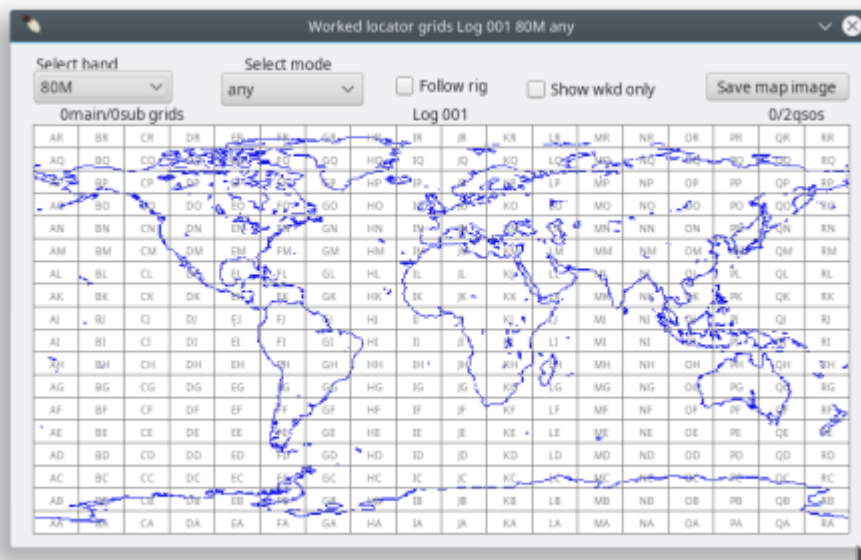 Worked locator grids Log 001 80M any
Select band Select mode
80M any Follow rig Show wkd only Save map image
0main/0sub grids Log 001 0/2qsos
AR BR CR DR ER FR GR HR IR JR KR LR MR NR OR PR QR RR
AQ BQ CQ DQ EQ FQ GQ HQ IQ JQ KQ LQ MQ NQ OQ PQ QQ RQ
BP CP DP GP HP IP KP LP MP NP OP PP QP
AO BO CO DO EO FO GO HO IO KO LO MO NO OO PO QO RO
AN BN CN DN EN FN GN HN IN JN KN LN MN NN ON PN QN RN
AM BM CM DM EM FM GM HM IM JM KM LM MM NM OM PM QM RM
AL BL CL DL EL FL GL HL IL JL KL LL ML NL OL PL QL RL
AK BK CK DK EK FK GK HK IK JK KK LK MK NK OK PK QK RK
AJ BJ CJ DJ EJ FJ GJ HJ IJ JJ KJ LJ MJ NJ OJ PJ QJ RJ
AI BI CI DI EI FI GI HI II JI KI LI MI NI OI PI QI RI
AH BH CH DH EH FH GH HH IH JH KH LH MH NH OH PH QH RH
AG BG CG DG EG FG GG HG IG JG KG LG MG NG OG PG QG RG
AF BF CF DF EF FF GF HF IF JF KF LF MF NF OF PF QF RF
AE BE CE DE EE FE GE HE IE JE KE LE ME NE OE PE QE RE
AD BD CD DD ED FD GD HD ID JD KD LD MD ND OD PD QD RD
AC BC CC DC EC FC GC HC IC JC KC LC MC NC OC PC QC RC
AB BB CB DB EB FB GB HB IB JB KB LB MB NB OB PB QB RB
AA BA CA DA EA FA GA HA IA JA KA LA MA NA OA PA QA RA